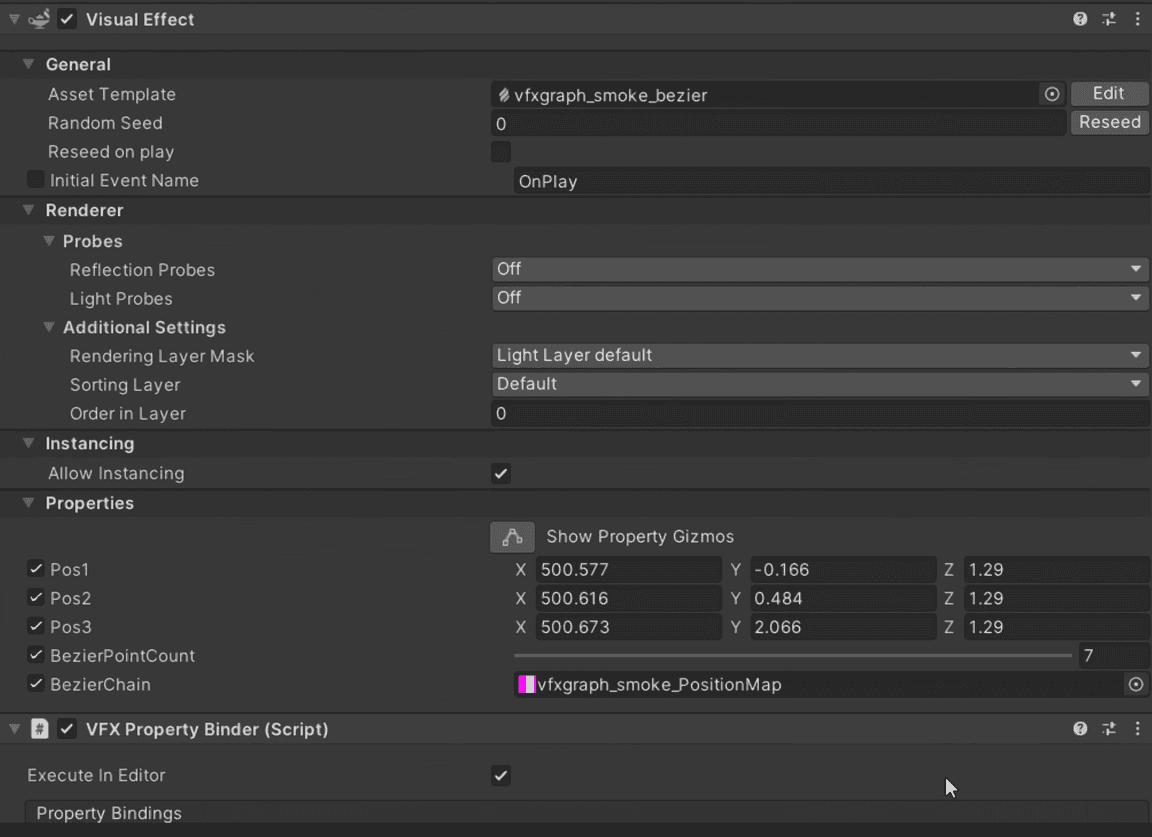 Visual Effect
General
Asset Template vfxgraph_smoke_bezier Edit
Random Seed 0 Reseed
Reseed on play
Initial Event Name OnPlay
Renderer
Probes
Reflection Probes Off
Light Probes Off
Additional Settings
Rendering Layer Mask Light Layer default
Sorting Layer Default
Order in Layer 0
Instancing
Allow Instancing
Properties
Show Property Gizmos
Pos1 X 500.577 Y -0.166 Z 1.29
Pos2 X 500.616 Y 0.484 Z 1.29
Pos3 X 500.673 Y 2.066 Z 1.29
BezierPointCount 7
BezierChain vfxgraph_smoke_PositionMap
# VFX Property Binder (Script)
Execute In Editor
Property Bindings